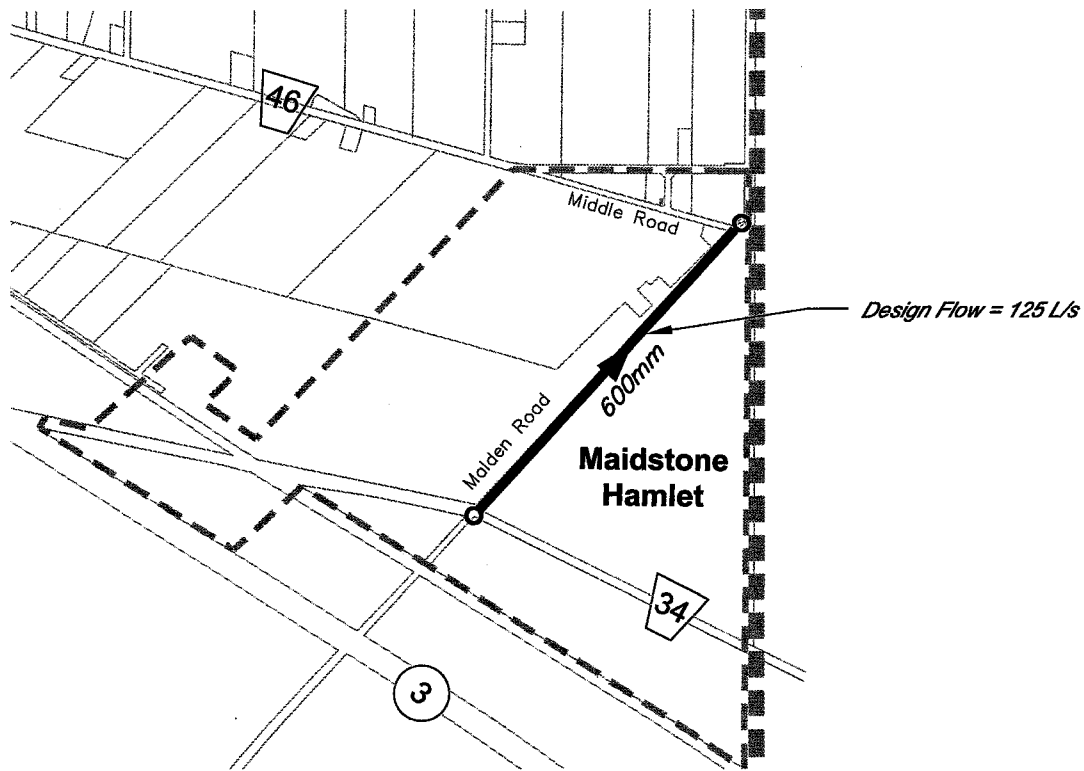 46
Middle Road
Design Flow = 125 L/s
600mm
Malden Road
Maidstone
Hamlet
34
3